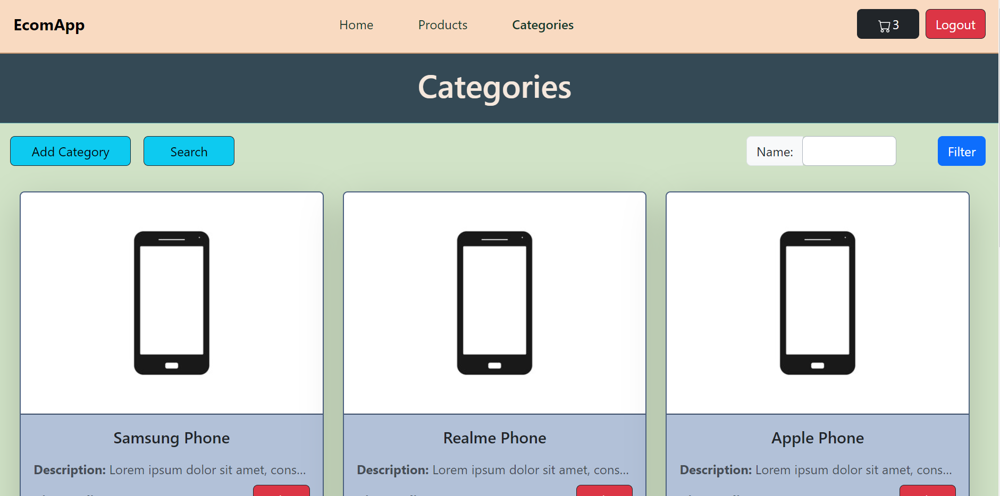 EcomApp Home Products Categories 3 Logout
Categories
Add Category Search Name: Filter
Samsung Phone Realme Phone Apple Phone
Description: Lorem ipsum dolor sit amet, cons... Description: Lorem ipsum dolor sit amet, cons... Description: Lorem ipsum dolor sit amet, cons...